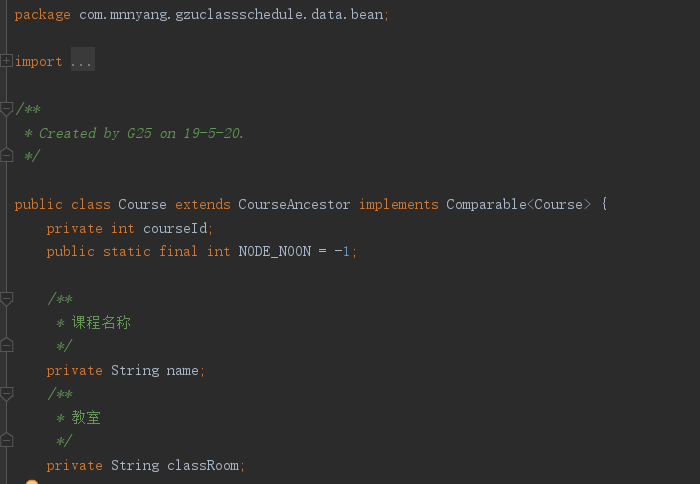 package com.mnnyang.gzuclassschedule.data.bean;
import ...
/**
* Created by G25 on 19-5-20.
*/
public class Course extends CourseAncestor implements Comparable<Course> {
private int courseId;
public static final int NODE_NOON = -1;
/**
* 课程名称
*/
private String name;
/**
* 教室
*/
private String classRoom;